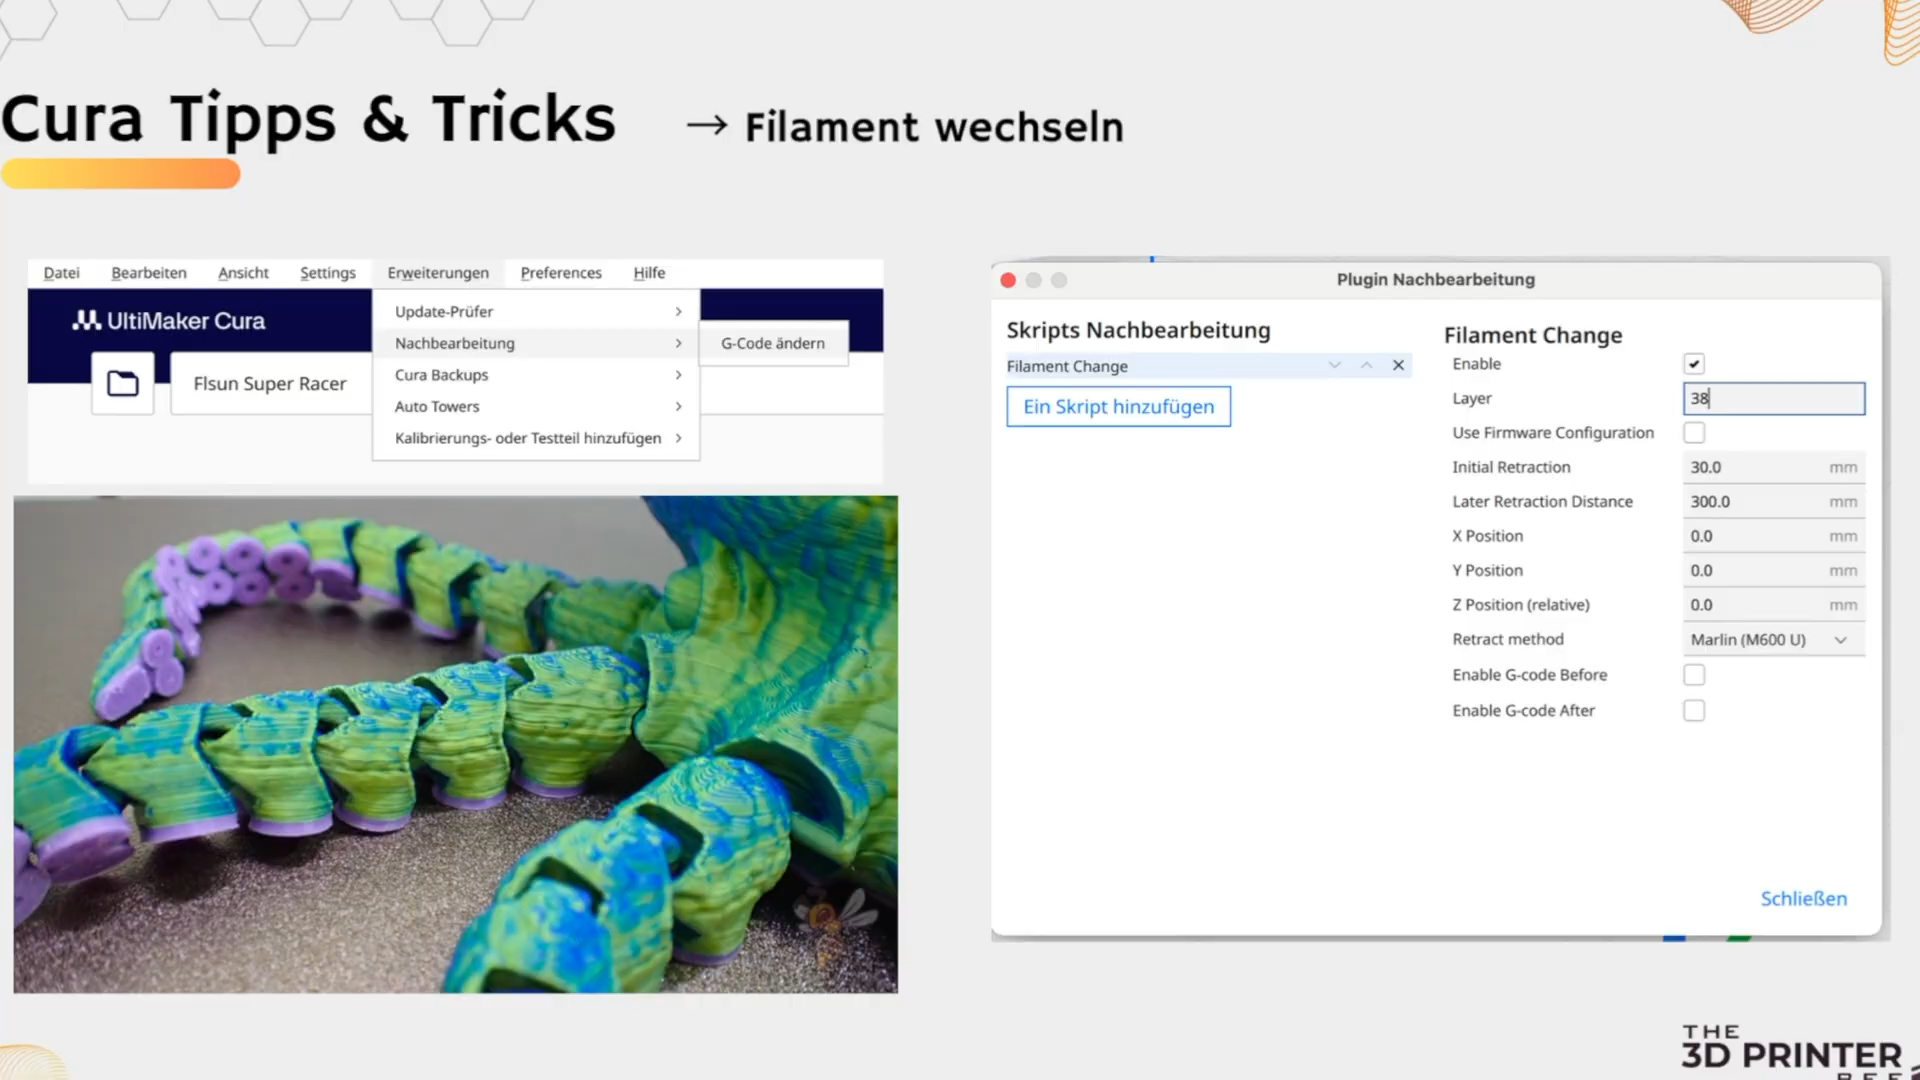 Cura Tipps & Tricks → Filament wechseln
Datei Bearbeiten Ansicht Settings Erweiterungen Preferences Hilfe
UltiMaker Cura
Flsun Super Racer
Update-Prüfer
Nachbearbeitung
G-Code ändern
Cura Backups
Auto Towers
Kalibrierungs- oder Testteil hinzufügen
Plugin Nachbearbeitung
Skripts Nachbearbeitung
Filament Change
Ein Skript hinzufügen
Filament Change
Enable
Layer 38
Use Firmware Configuration
Initial Retraction 30.0 mm
Later Retraction Distance 300.0 mm
X Position 0.0 mm
Y Position 0.0 mm
Z Position (relative) 0.0 mm
Retract method Marlin (M600 U)
Enable G-code Before
Enable G-code After
Schließen
THE
3D PRINTER
BEE